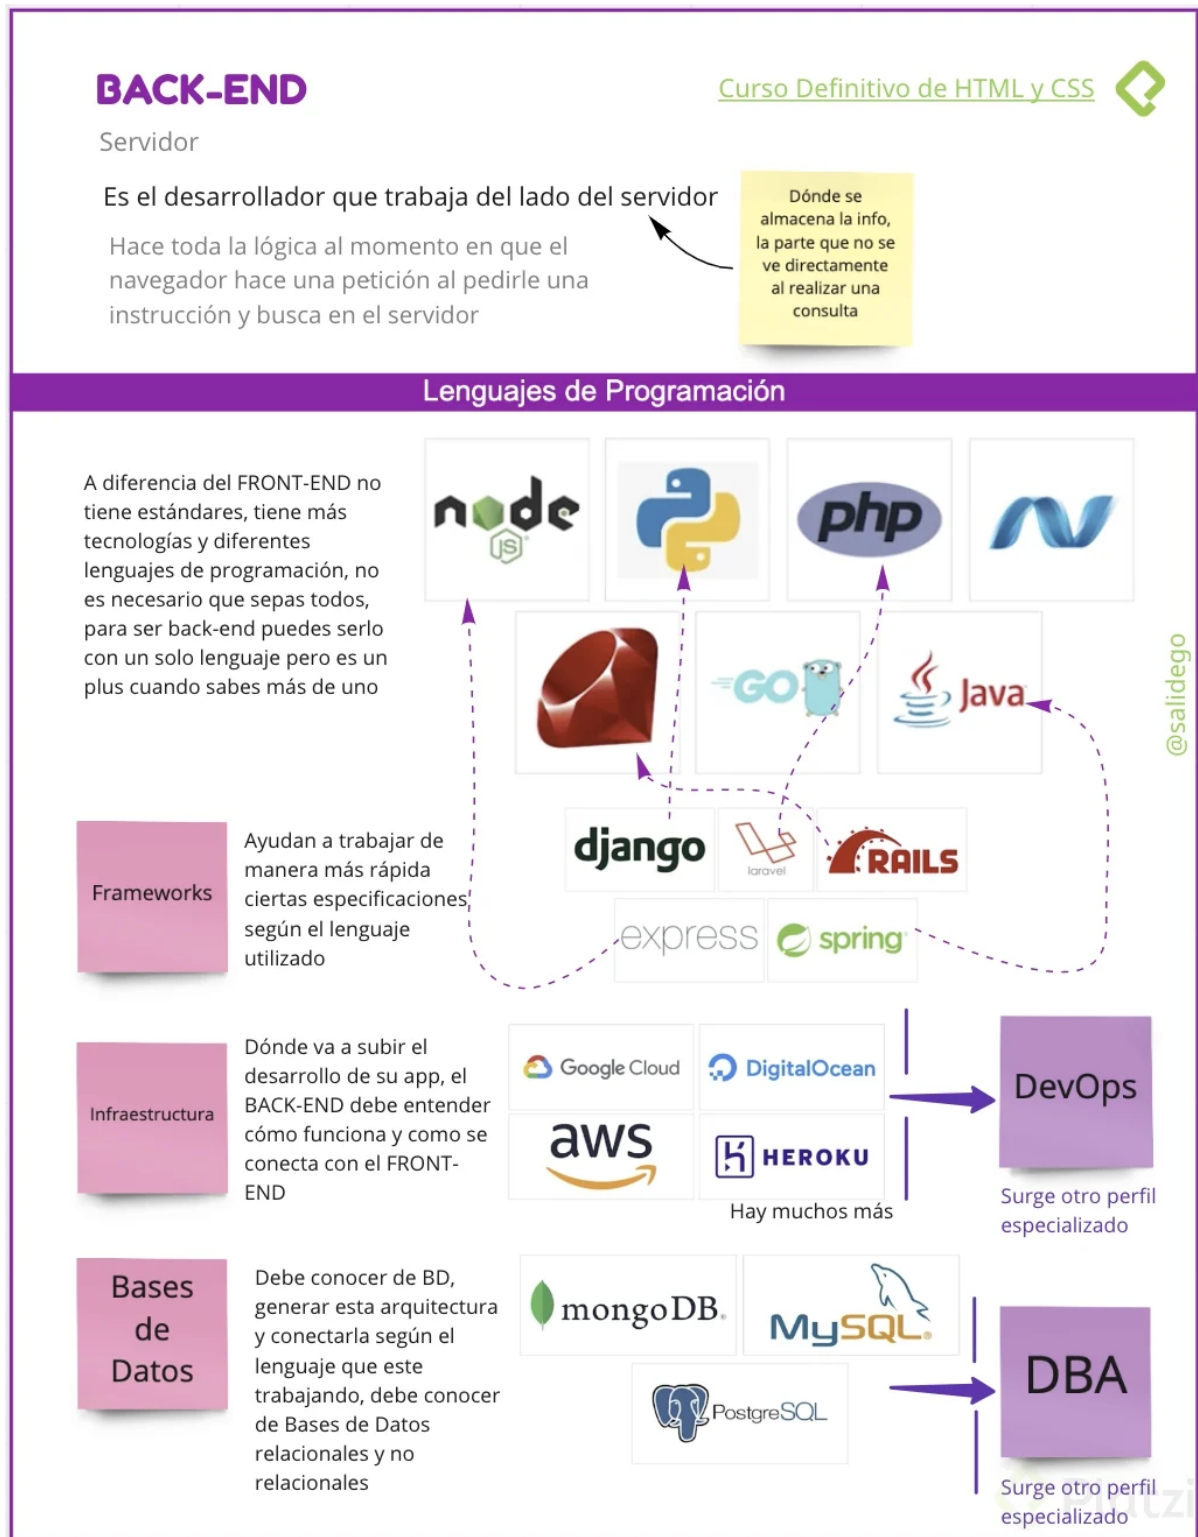 BACK-END
Curso Definitivo de HTML y CSS
Servidor
Es el desarrollador que trabaja del lado del servidor
Hace toda la lógica al momento en que el
navegador hace una petición al pedirle una
instrucción y busca en el servidor
Dónde se
almacena la info,
la parte que no se
ve directamente
al realizar una
consulta
Lenguajes de Programación
A diferencia del FRONT-END no
tiene estándares, tiene más
tecnologías y diferentes
lenguajes de programación, no
es necesario que sepas todos,
para ser back-end puedes serlo
con un solo lenguaje pero es un
plus cuando sabes más de uno
node
JS
php
GO
Java
@salidego
Frameworks
Ayudan a trabajar de
manera más rápida
ciertas especificaciones
según el lenguaje
utilizado
django
laravel
RAILS
express
spring
Infraestructura
Dónde va a subir el
desarrollo de su app, el
BACK-END debe entender
cómo funciona y como se
conecta con el FRONT-
END
Google Cloud
DigitalOcean
aws
HEROKU
Hay muchos más
DevOps
Surge otro perfil
especializado
Bases
de
Datos
Debe conocer de BD,
generar esta arquitectura
y conectarla según el
lenguaje que este
trabajando, debe conocer
de Bases de Datos
relacionales y no
relacionales
mongoDB®
MySQL®
PostgreSQL
DBA
Surge otro perfil
especializado
Platzi